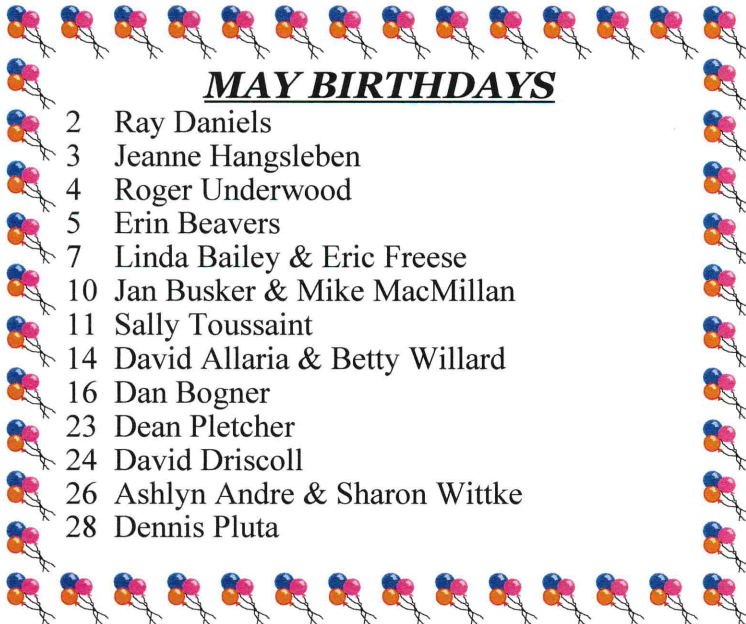 MAY BIRTHDAYS
2 Ray Daniels
3 Jeanne Hangsleben
4 Roger Underwood
5 Erin Beavers
7 Linda Bailey & Eric Freese
10 Jan Busker & Mike MacMillan
11 Sally Toussaint
14 David Allaria & Betty Willard
16 Dan Bogner
23 Dean Pletcher
24 David Driscoll
26 Ashlyn Andre & Sharon Wittke
28 Dennis Pluta